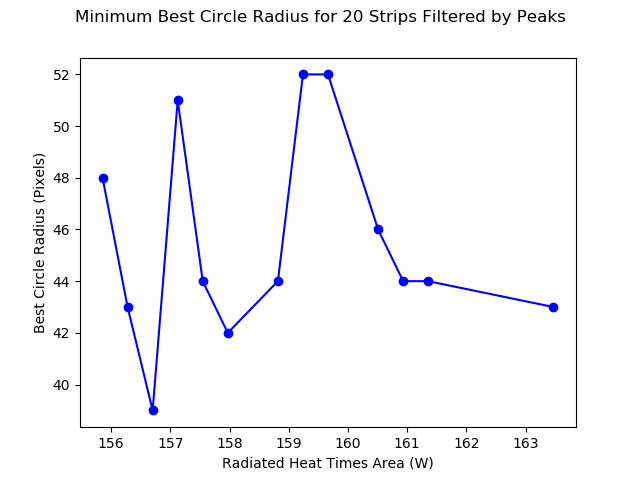 Minimum Best Circle Radius for 20 Strips Filtered by Peaks
52
50
48
46
44
42
40
Best Circle Radius (Pixels)
156 157 158 159 160 161 162 163
Radiated Heat Times Area (W)